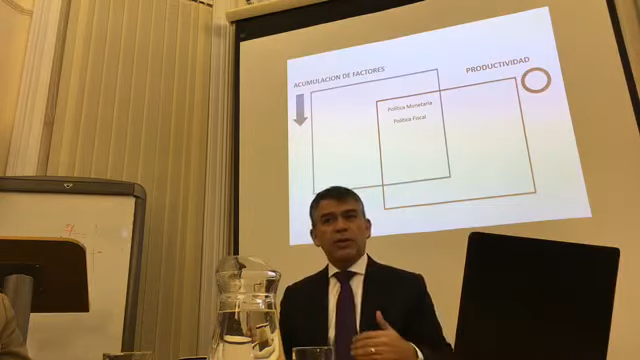 ACUMULACION DE FACTORES
PRODUCTIVIDAD
Política Monetaria
Política Fiscal